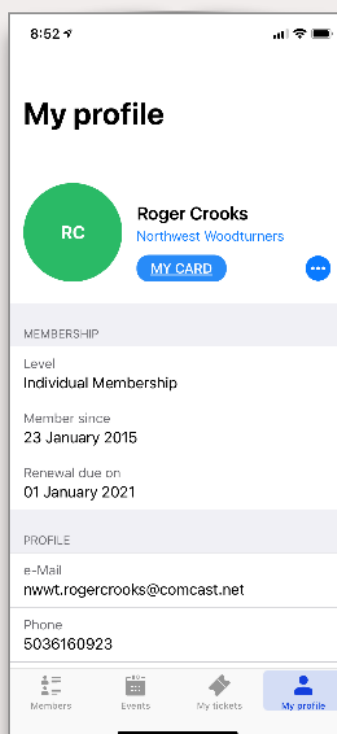 8:52
My profile
RC
Roger Crooks
Northwest Woodturners
MY CARD
MEMBERSHIP
Level
Individual Membership
Member since
23 January 2015
Renewal due on
01 January 2021
PROFILE
e-Mail
nwwt.rogercrooks@comcast.net
Phone
5036160923
Members Events My tickets My profile